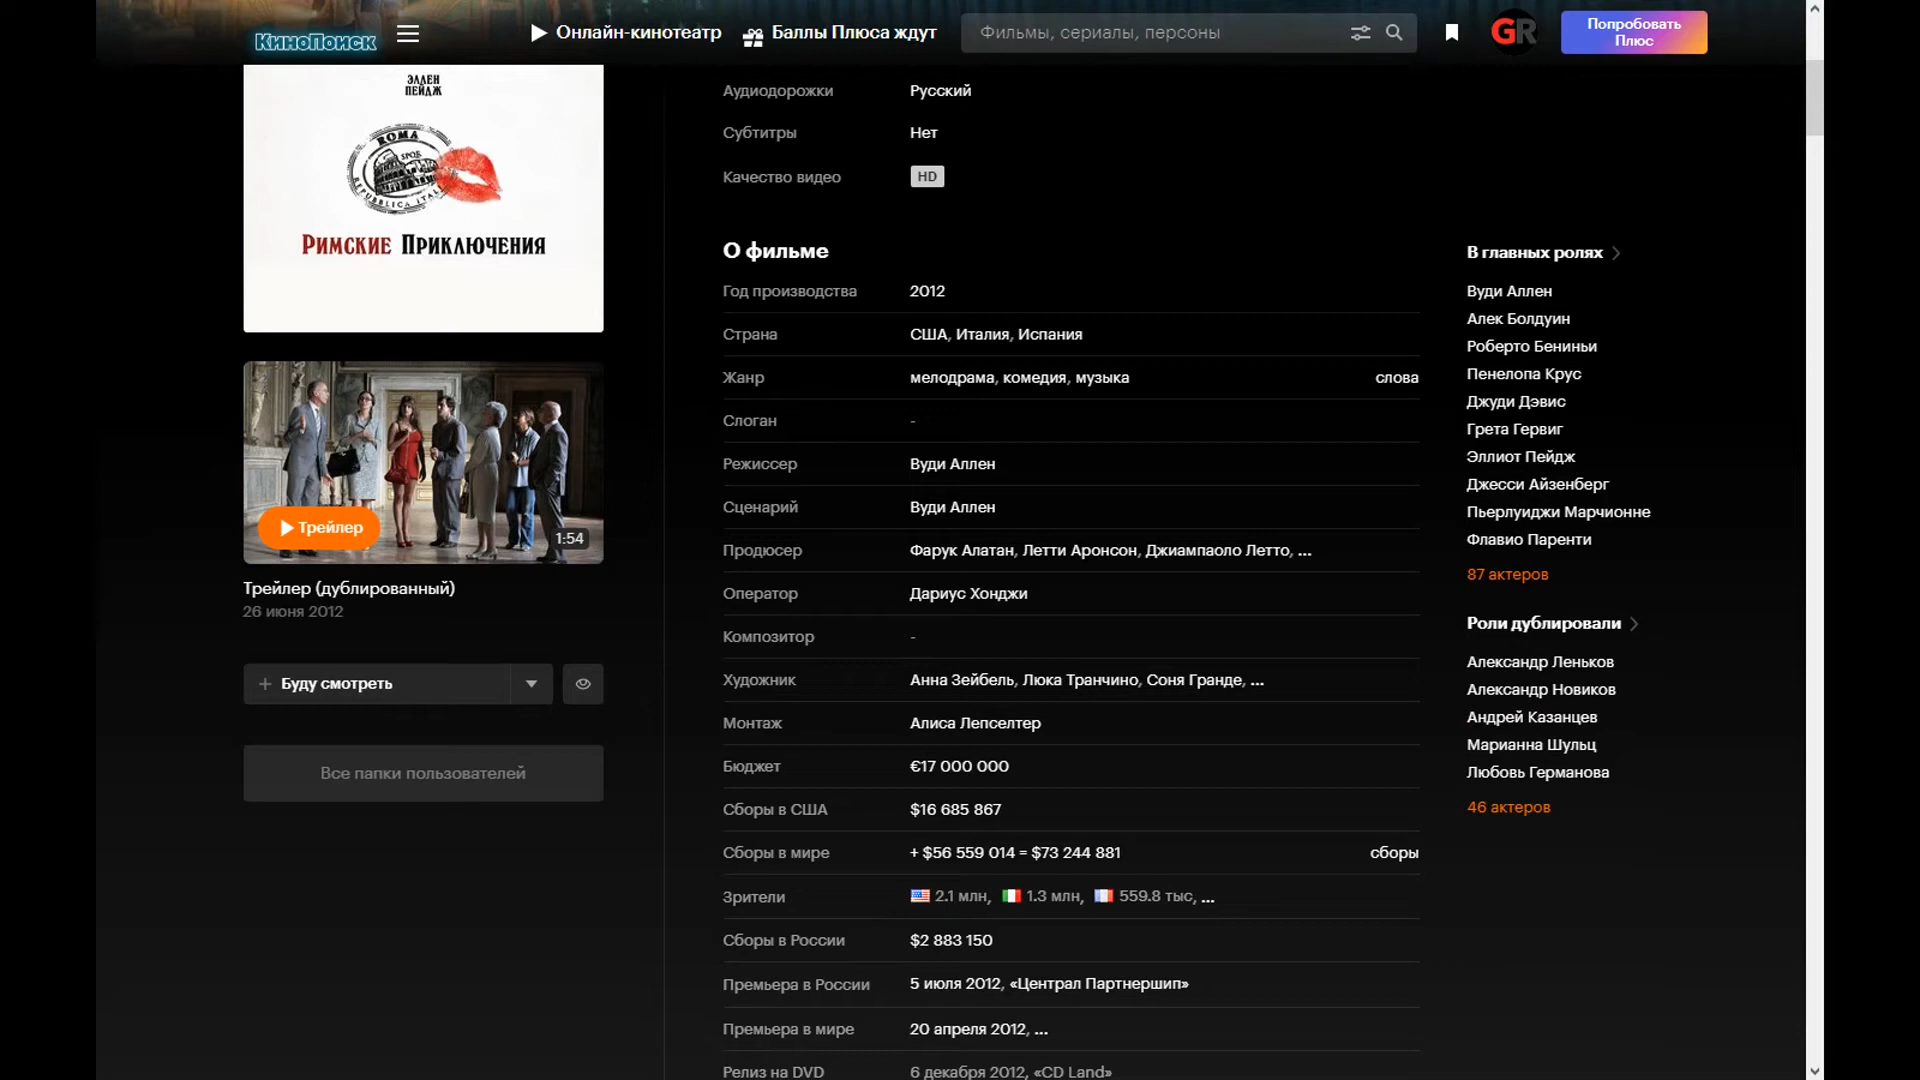 КиноПоиск
Онлайн-кинотеатр
Баллы Плюса ждут
Фильмы, сериалы, персоны
GR
Попробовать
Плюс
ЭЛЛЕН
ПЕЙДЖ
ROMA
SPQR
REPUBBLICA ITAL
Римские Приключения
Трейлер
1:54
Трейлер (дублированный)
26 июня 2012
+ Буду смотреть
Все папки пользователей
Аудиодорожки Русский
Субтитры Нет
Качество видео HD
О фильме
Год производства 2012
Страна США, Италия, Испания
Жанр мелодрама, комедия, музыка слова
Слоган -
Режиссер Вуди Аллен
Сценарий Вуди Аллен
Продюсер Фарук Алатан, Летти Аронсон, Джиампаоло Летто, ...
Оператор Дариус Хонджи
Композитор -
Художник Анна Зейбель, Люка Транчино, Соня Гранде, ...
Монтаж Алиса Лепселтер
Бюджет €17 000 000
Сборы в США $16 685 867
Сборы в мире + $56 559 014 = $73 244 881 сборы
Зрители 2.1 млн, 1.3 млн, 559.8 тыс, ...
Сборы в России $2 883 150
Премьера в России 5 июля 2012, «Централ Партнершип»
Премьера в мире 20 апреля 2012, ...
Релиз на DVD 6 декабря 2012, «CD Land»
В главных ролях
Вуди Аллен
Алек Болдуин
Роберто Бениньи
Пенелопа Крус
Джуди Дэвис
Грета Гервиг
Эллиот Пейдж
Джесси Айзенберг
Пьерлуиджи Марчионне
Флавио Паренти
87 актеров
Роли дублировали
Александр Леньков
Александр Новиков
Андрей Казанцев
Марианна Шульц
Любовь Германова
46 актеров